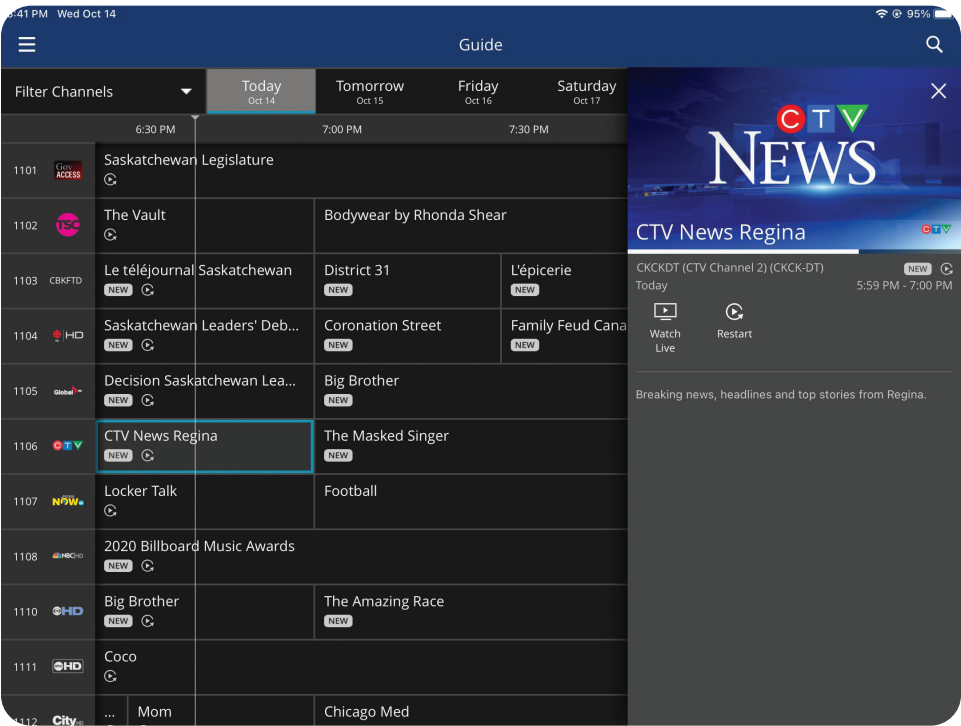 :41 PM Wed Oct 14
95%
Guide
Filter Channels
Today
Oct 14
Tomorrow
Oct 15
Friday
Oct 16
Saturday
Oct 17
6:30 PM 7:00 PM 7:30 PM
1101 Gov ACCESS Saskatchewan Legislature
1102 TSC The Vault Bodywear by Rhonda Shear
1103 CBKFTD Le téléjournal Saskatchewan District 31 L'épicerie
NEW NEW NEW
1104 HD Saskatchewan Leaders' Deb... Coronation Street Family Feud Cana
NEW NEW NEW
1105 Global Decision Saskatchewan Lea... Big Brother
NEW NEW
1106 CTV CTV News Regina The Masked Singer
NEW NEW
1107 NOW Locker Talk Football
1108 NBC HD 2020 Billboard Music Awards
NEW
1110 HD Big Brother The Amazing Race
NEW NEW
1111 HD Coco
1112 City HD ... Mom Chicago Med
CTV
NEWS
CTV News Regina
CTV
CKCKDT (CTV Channel 2) (CKCK-DT) NEW
Today 5:59 PM - 7:00 PM
Watch
Live
Restart
Breaking news, headlines and top stories from Regina.